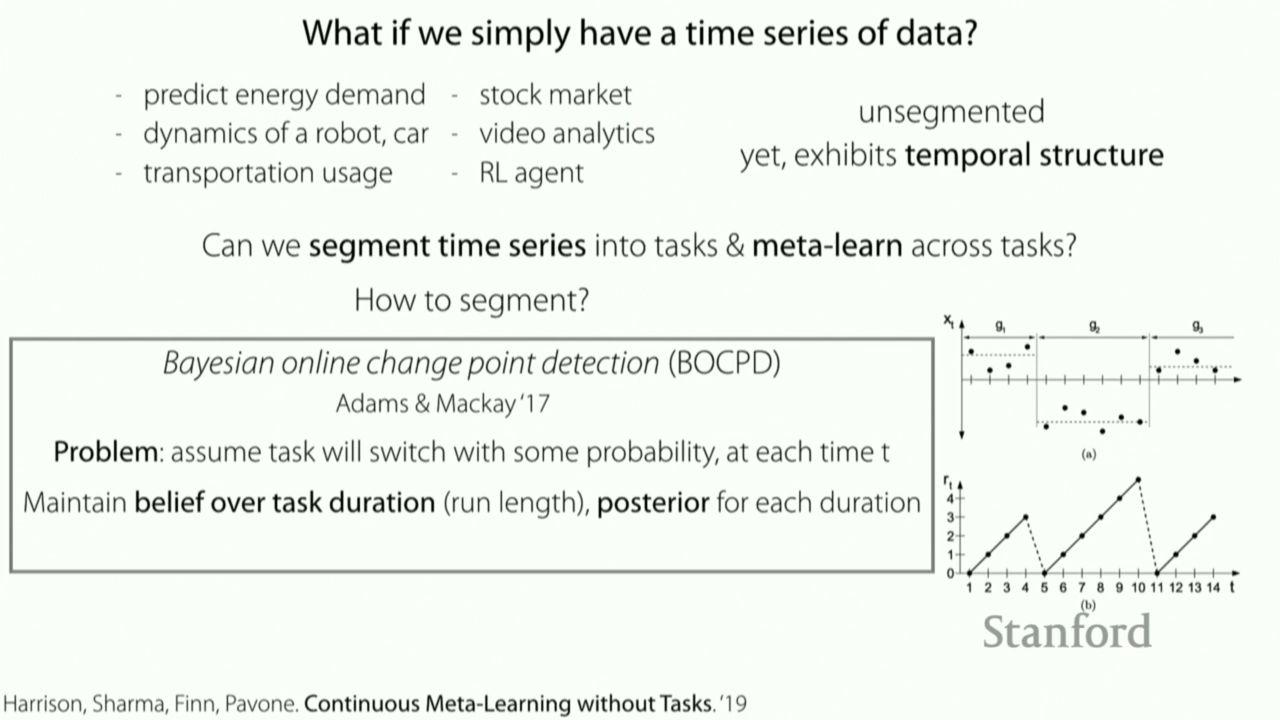 What if we simply have a time series of data?
- predict energy demand
- dynamics of a robot, car
- transportation usage
- stock market
- video analytics
- RL agent
unsegmented
yet, exhibits temporal structure
Can we segment time series into tasks & meta-learn across tasks?
How to segment?
Bayesian online change point detection (BOCPD)
Adams & Mackay '17
Problem: assume task will switch with some probability, at each time t
Maintain belief over task duration (run length), posterior for each duration
xt
g1 g2 g3
(a)
rt
4
3
2
1
0
1 2 3 4 5 6 7 8 9 10 11 12 13 14 t
(b)
Stanford
Harrison, Sharma, Finn, Pavone. Continuous Meta-Learning without Tasks. '19